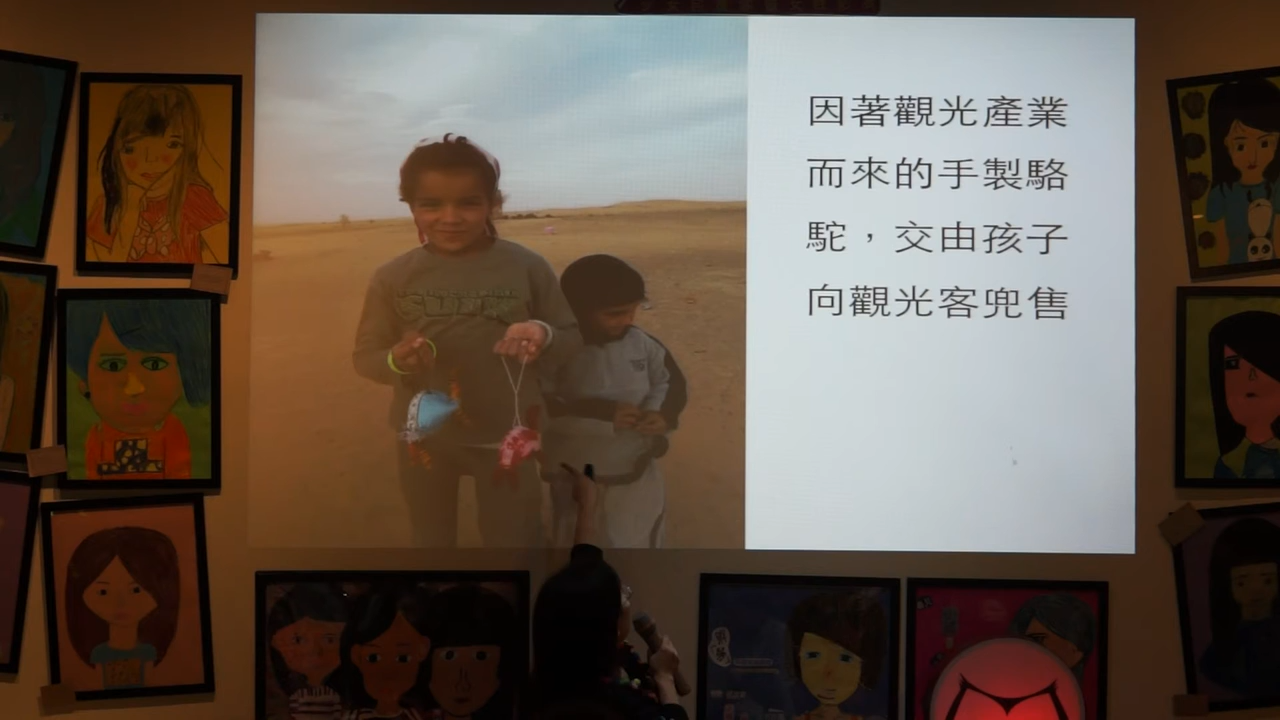 因著觀光產業
而來的手製駱
駝，交由孩子
向觀光客兜售